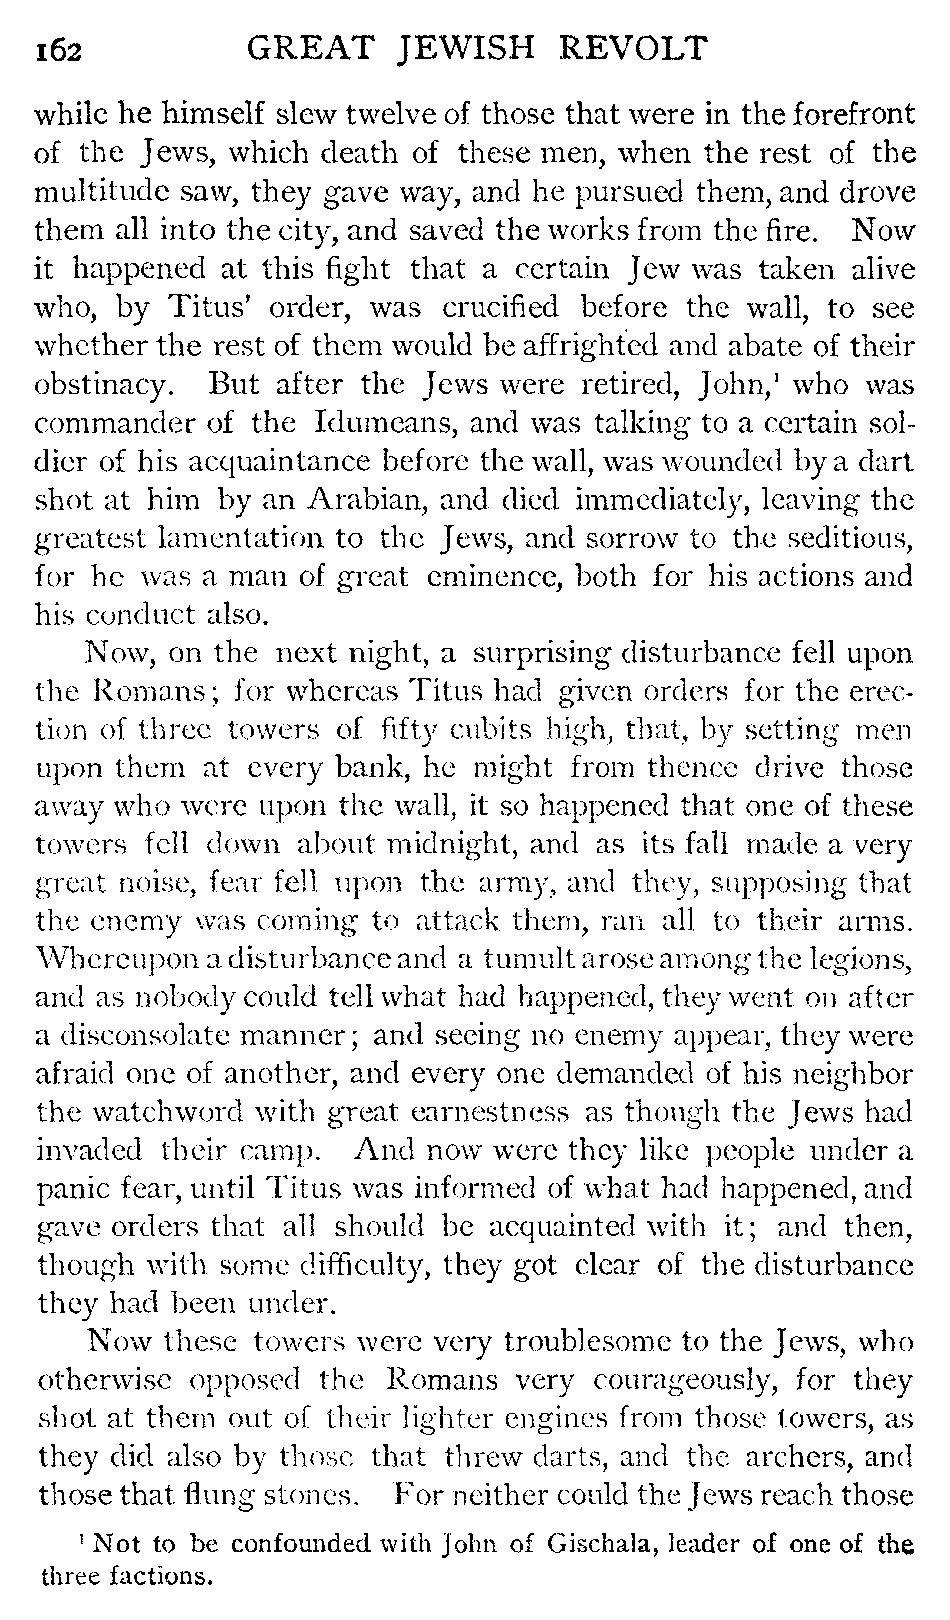 162 GREAT JEWISH REVOLT
while he himself slew twelve of those that were in the forefront
of the Jews, which death of these men, when the rest of the
multitude saw, they gave way, and he pursued them, and drove
them all into the city, and saved the works from the fire. Now
it happened at this fight that a certain Jew was taken alive
who, by Titus' order, was crucified before the wall, to see
whether the rest of them would be affrighted and abate of their
obstinacy. But after the Jews were retired, John,¹ who was
commander of the Idumeans, and was talking to a certain sol-
dier of his acquaintance before the wall, was wounded by a dart
shot at him by an Arabian, and died immediately, leaving the
greatest lamentation to the Jews, and sorrow to the seditious,
for he was a man of great eminence, both for his actions and
his conduct also.
Now, on the next night, a surprising disturbance fell upon
the Romans; for whereas Titus had given orders for the erec-
tion of three towers of fifty cubits high, that, by setting men
upon them at every bank, he might from thence drive those
away who were upon the wall, it so happened that one of these
towers fell down about midnight, and as its fall made a very
great noise, fear fell upon the army, and they, supposing that
the enemy was coming to attack them, ran all to their arms.
Whereupon a disturbance and a tumult arose among the legions,
and as nobody could tell what had happened, they went on after
a disconsolate manner; and seeing no enemy appear, they were
afraid one of another, and every one demanded of his neighbor
the watchword with great earnestness as though the Jews had
invaded their camp. And now were they like people under a
panic fear, until Titus was informed of what had happened, and
gave orders that all should be acquainted with it; and then,
though with some difficulty, they got clear of the disturbance
they had been under.
Now these towers were very troublesome to the Jews, who
otherwise opposed the Romans very courageously, for they
shot at them out of their lighter engines from those towers, as
they did also by those that threw darts, and the archers, and
those that flung stones. For neither could the Jews reach those
¹ Not to be confounded with John of Gischala, leader of one of the
three factions.